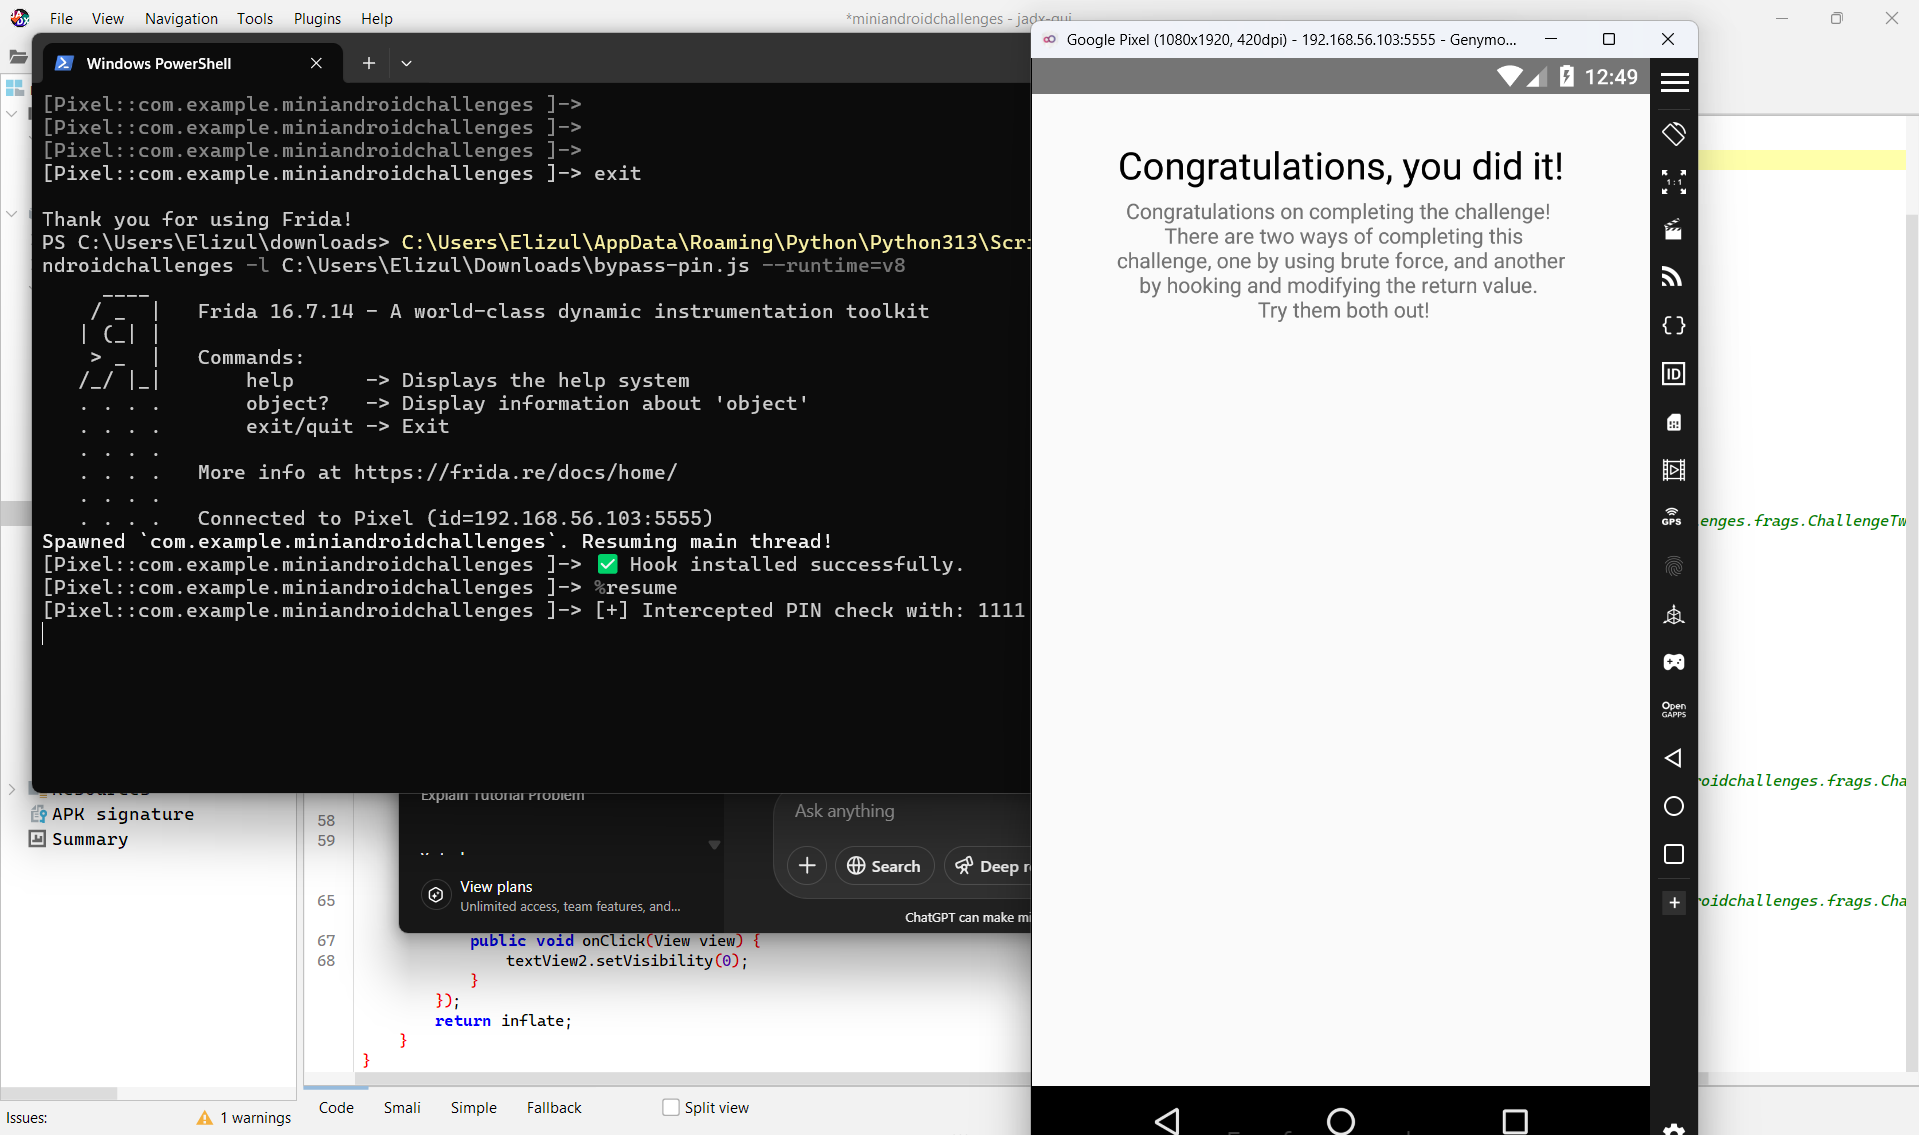 File View Navigation Tools Plugins Help
*miniandroidchallenges - jadx-gui
Windows PowerShell
[Pixel::com.example.miniandroidchallenges ]->
[Pixel::com.example.miniandroidchallenges ]->
[Pixel::com.example.miniandroidchallenges ]->
[Pixel::com.example.miniandroidchallenges ]-> exit
Thank you for using Frida!
PS C:\Users\Elizul\downloads> C:\Users\Elizul\AppData\Roaming\Python\Python313\Scri
ndroidchallenges -l C:\Users\Elizul\Downloads\bypass-pin.js --runtime=v8
Frida 16.7.14 - A world-class dynamic instrumentation toolkit
Commands:
help -> Displays the help system
object? -> Display information about 'object'
exit/quit -> Exit
More info at https://frida.re/docs/home/
Connected to Pixel (id=192.168.56.103:5555)
Spawned `com.example.miniandroidchallenges`. Resuming main thread!
[Pixel::com.example.miniandroidchallenges ]-> ✅ Hook installed successfully.
[Pixel::com.example.miniandroidchallenges ]-> %resume
[Pixel::com.example.miniandroidchallenges ]-> [+] Intercepted PIN check with: 1111
Google Pixel (1080x1920, 420dpi) - 192.168.56.103:5555 - Genymo...
12:49
Congratulations, you did it!
Congratulations on completing the challenge!
There are two ways of completing this
challenge, one by using brute force, and another
by hooking and modifying the return value.
Try them both out!
1:1
ID
GPS
Open
GAPPS
enges.frags.ChallengeTw
roidchallenges.frags.Cha
roidchallenges.frags.Cha
Resources
APK signature
Summary
Explain Tutorial Problem
View plans
Unlimited access, team features, and...
Ask anything
Search
Deep r
ChatGPT can make mi
58
59
65
67 public void onClick(View view) {
68 textView2.setVisibility(0);
}
});
return inflate;
}
}
Issues:
1 warnings
Code Smali Simple Fallback Split view